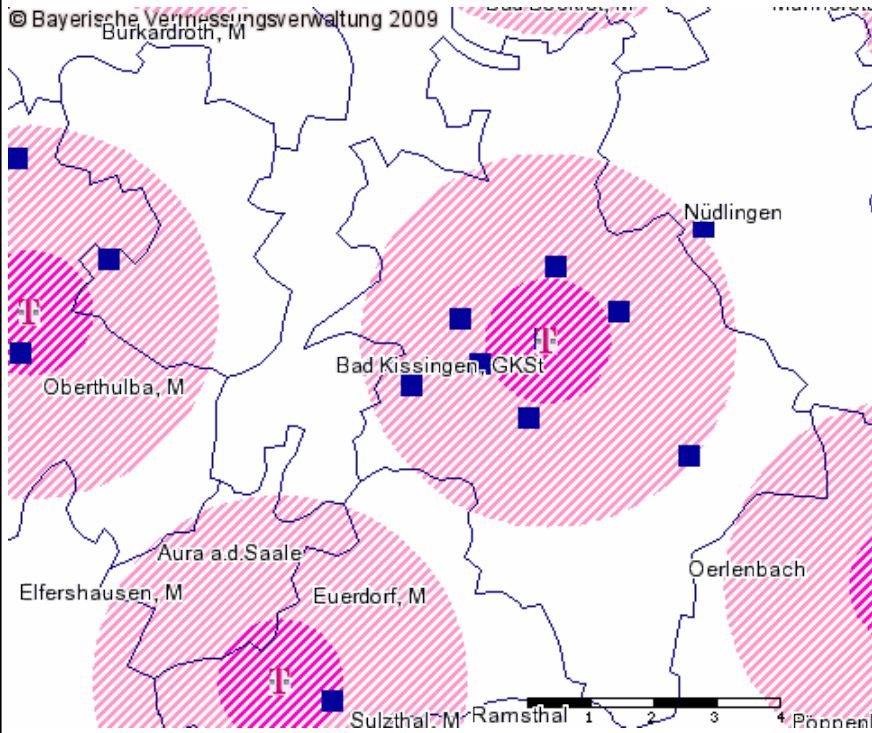 © Bayerische Vermessungsverwaltung 2009
Burkardroth, M
Nüdlingen
T
T
Bad Kissingen, GKSt
Oberthulba, M
Aura a.d.Saale
Oerlenbach
Elfershausen, M
Euerdorf, M
T
Sulzthal, M
Ramsthal
1 2 3 4